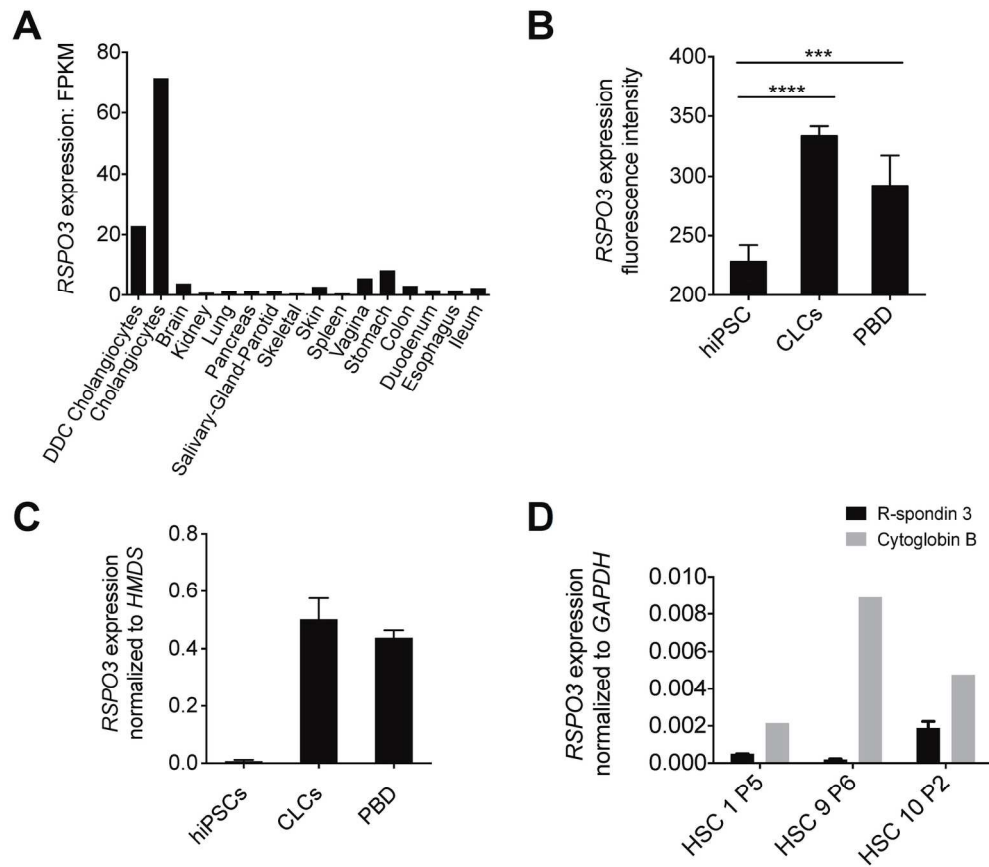 A
RSPO3 expression: FPKM
80
60
40
20
0
DDC Cholangiocytes
Cholangiocytes
Brain
Kidney
Lung
Pancreas
Salivary-Gland-Parotid
Skeletal
Skin
Spleen
Vagina
Stomach
Colon
Duodenum
Esophagus
Ileum
B
RSPO3 expression
fluorescence intensity
400
350
300
250
200
***
****
hiPSC
CLCs
PBD
C
RSPO3 expression
normalized to HMDS
0.8
0.6
0.4
0.2
0.0
hiPSCs
CLCs
PBD
D
R-spondin 3
Cytoglobin B
RSPO3 expression
normalized to GAPDH
0.010
0.008
0.006
0.004
0.002
0.000
HSC 1 P5
HSC 9 P6
HSC 10 P2